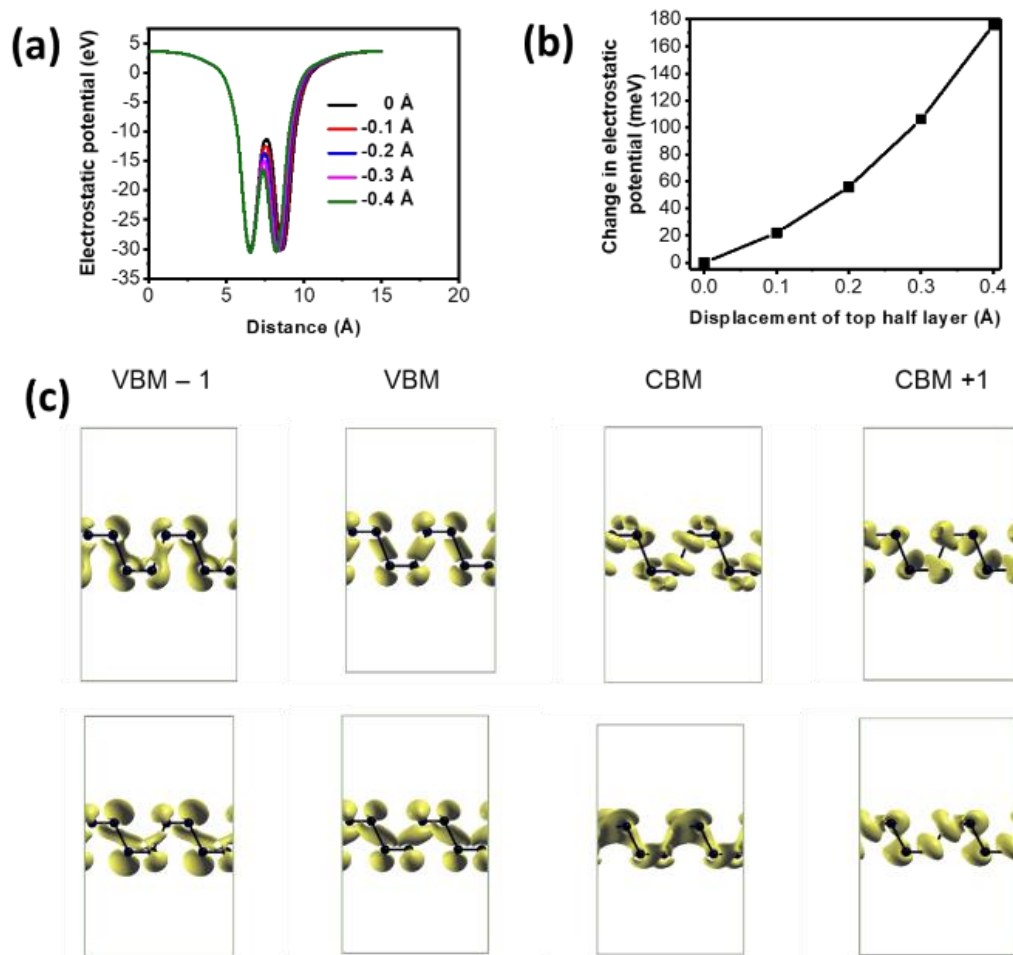 (a)
Electrostatic potential (eV)
5
0
-5
-10
-15
-20
-25
-30
-35
0 Å
-0.1 Å
-0.2 Å
-0.3 Å
-0.4 Å
0 5 10 15 20
Distance (Å)
(b)
Change in electrostatic
potential (meV)
180
160
140
120
100
80
60
40
20
0
0.0 0.1 0.2 0.3 0.4
Displacement of top half layer (Å)
(c)
VBM – 1 VBM CBM CBM +1